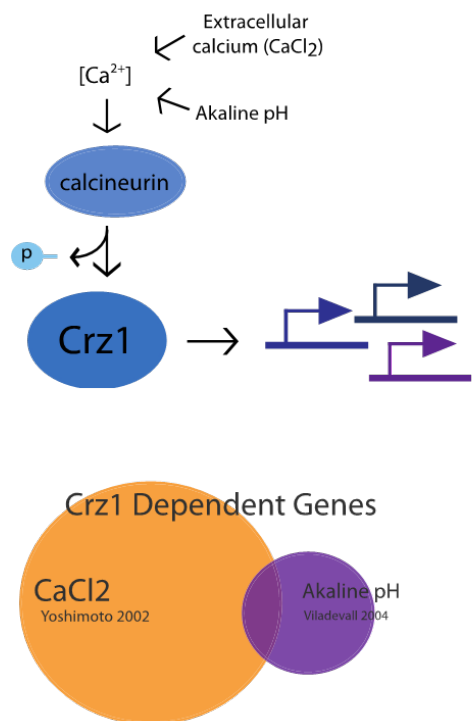 Extracellular
calcium (CaCl2)
[Ca²⁺]
Akaline pH
calcineurin
p
Crz1
Crz1 Dependent Genes
CaCl2
Yoshimoto 2002
Akaline pH
Viladevall 2004